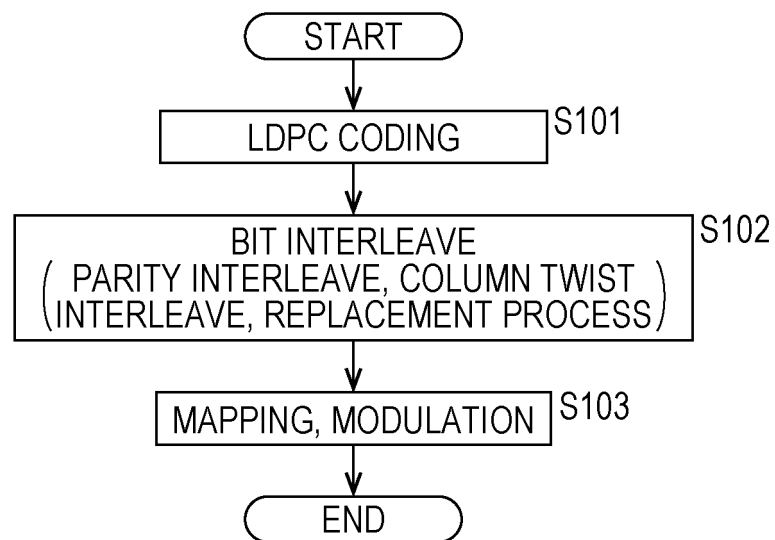 START
LDPC CODING S101
BIT INTERLEAVE S102
(PARITY INTERLEAVE, COLUMN TWIST
INTERLEAVE, REPLACEMENT PROCESS)
MAPPING, MODULATION S103
END